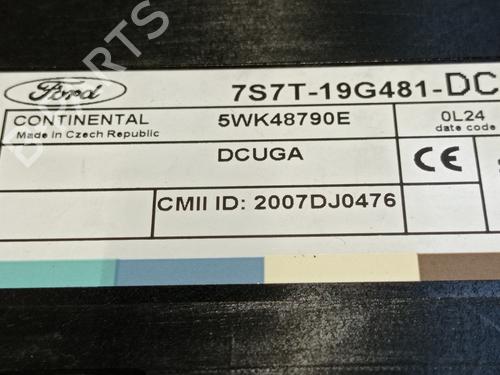 Ford
7S7T-19G481-DC
CONTINENTAL
Made in Czech Republic
5WK48790E
0L24
date code
DCUGA
CE
CMII ID: 2007DJ0476